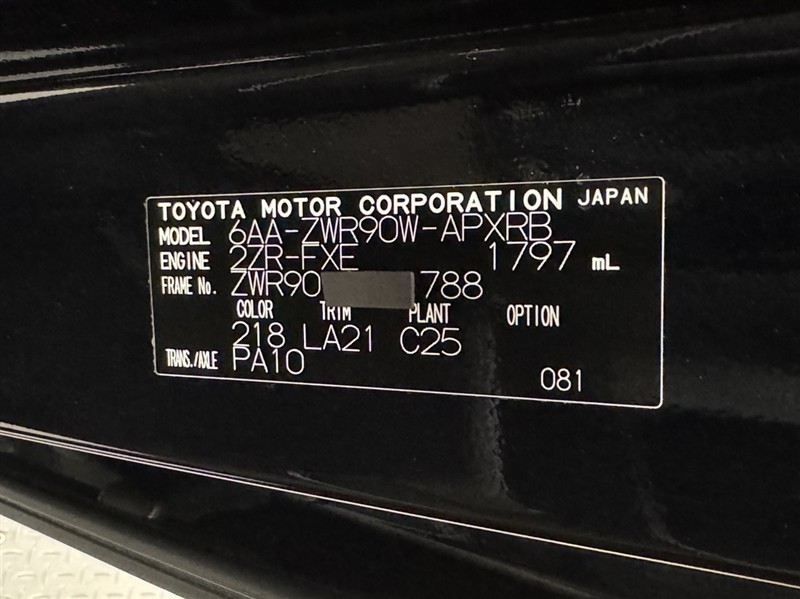 TOYOTA MOTOR CORPORATION JAPAN
MODEL 6AA-ZWR90W-APXRB
ENGINE 2ZR-FXE 1797 mL
FRAME No. ZWR90 788
COLOR TRIM PLANT OPTION
218 LA21 C25
TRANS./AXLE PA10
081